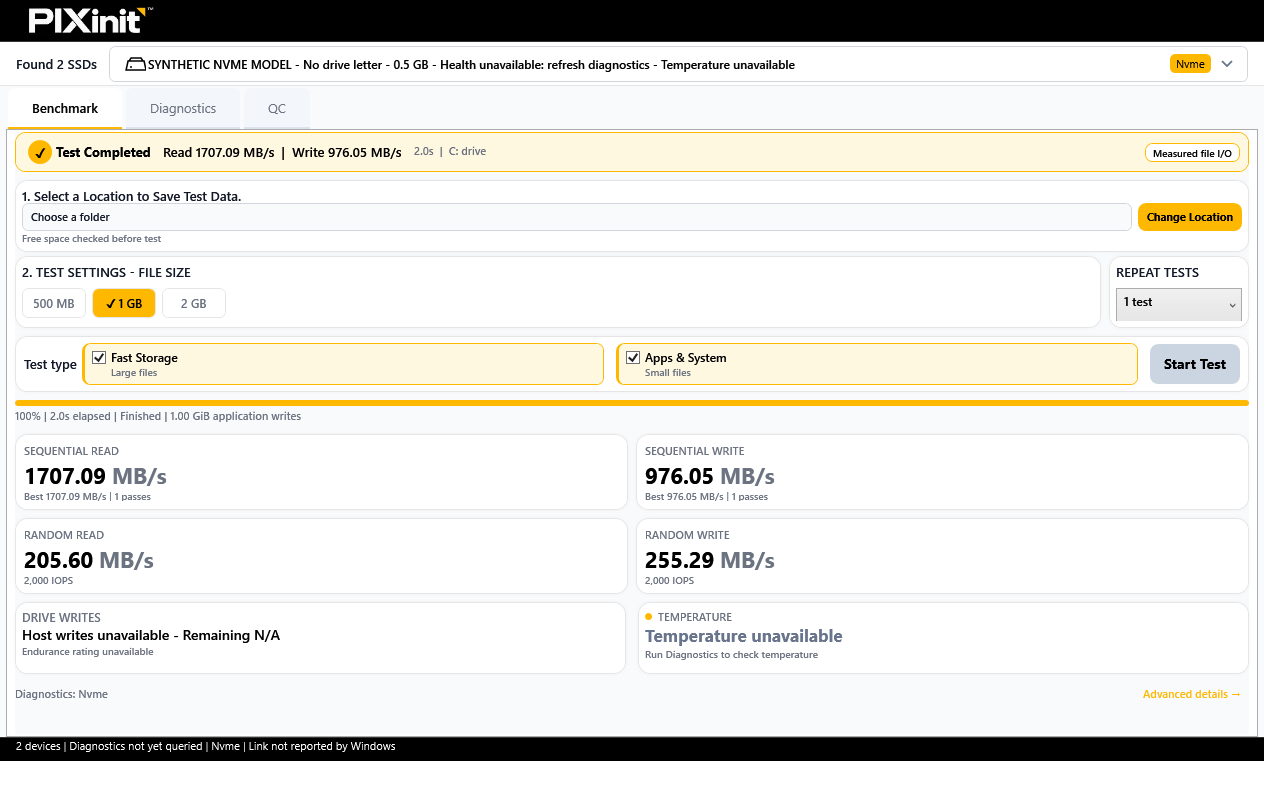 PIXinit™
Found 2 SSDs
SYNTHETIC NVME MODEL - No drive letter - 0.5 GB - Health unavailable: refresh diagnostics - Temperature unavailable
Nvme
Benchmark
Diagnostics
QC
Test Completed Read 1707.09 MB/s | Write 976.05 MB/s 2.0s | C: drive
Measured file I/O
1. Select a Location to Save Test Data.
Choose a folder
Change Location
Free space checked before test
2. TEST SETTINGS - FILE SIZE
500 MB
✓ 1 GB
2 GB
REPEAT TESTS
1 test
Test type
Fast Storage
Large files
Apps & System
Small files
Start Test
100% | 2.0s elapsed | Finished | 1.00 GiB application writes
SEQUENTIAL READ
1707.09 MB/s
Best 1707.09 MB/s | 1 passes
SEQUENTIAL WRITE
976.05 MB/s
Best 976.05 MB/s | 1 passes
RANDOM READ
205.60 MB/s
2,000 IOPS
RANDOM WRITE
255.29 MB/s
2,000 IOPS
DRIVE WRITES
Host writes unavailable - Remaining N/A
Endurance rating unavailable
TEMPERATURE
Temperature unavailable
Run Diagnostics to check temperature
Diagnostics: Nvme
Advanced details →
2 devices | Diagnostics not yet queried | Nvme | Link not reported by Windows